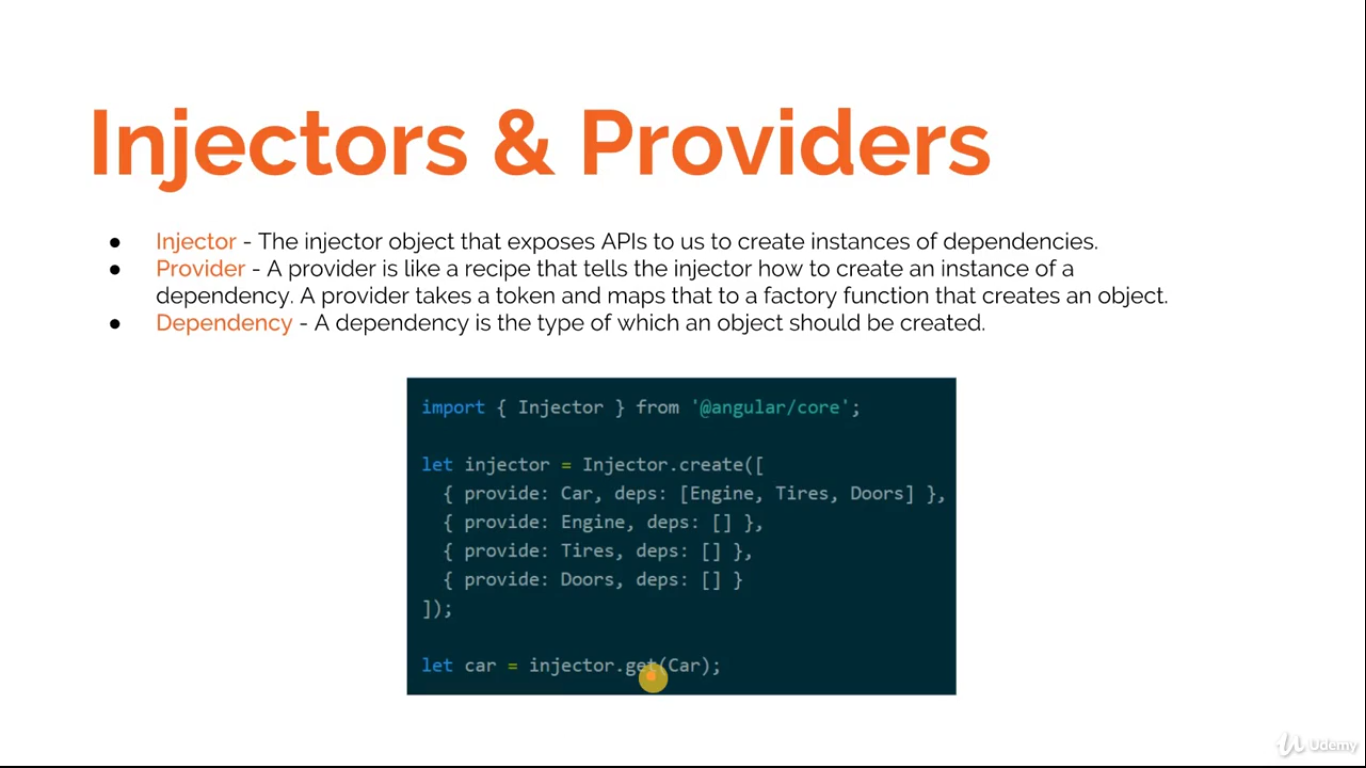 Injectors & Providers
● Injector - The injector object that exposes APIs to us to create instances of dependencies.
● Provider - A provider is like a recipe that tells the injector how to create an instance of a
dependency. A provider takes a token and maps that to a factory function that creates an object.
● Dependency - A dependency is the type of which an object should be created.
import { Injector } from '@angular/core';
let injector = Injector.create([
  { provide: Car, deps: [Engine, Tires, Doors] },
  { provide: Engine, deps: [] },
  { provide: Tires, deps: [] },
  { provide: Doors, deps: [] }
]);
let car = injector.get(Car);
Udemy